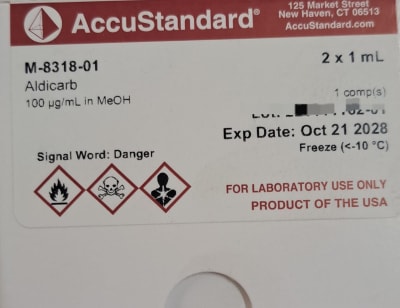 AccuStandard®
125 Market Street
New Haven, CT 06513
AccuStandard.com
M-8318-01
2 x 1 mL
Aldicarb
100 µg/mL in MeOH
1 comp(s)
Exp Date: Oct 21 2028
Freeze (<-10 °C)
Signal Word: Danger
FOR LABORATORY USE ONLY
PRODUCT OF THE USA